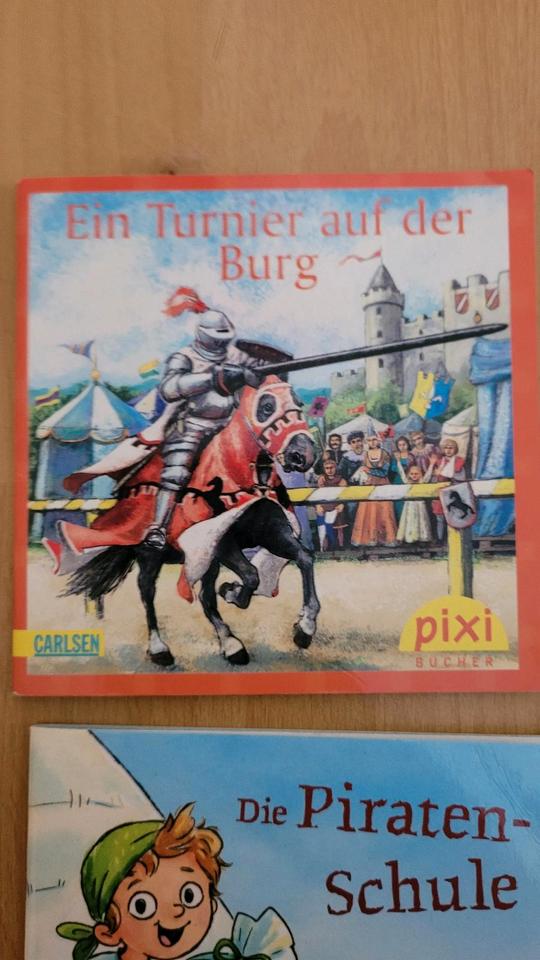 Ein Turnier auf der
Burg
CARLSEN
pixi
BÜCHER
Die Piraten-
Schule